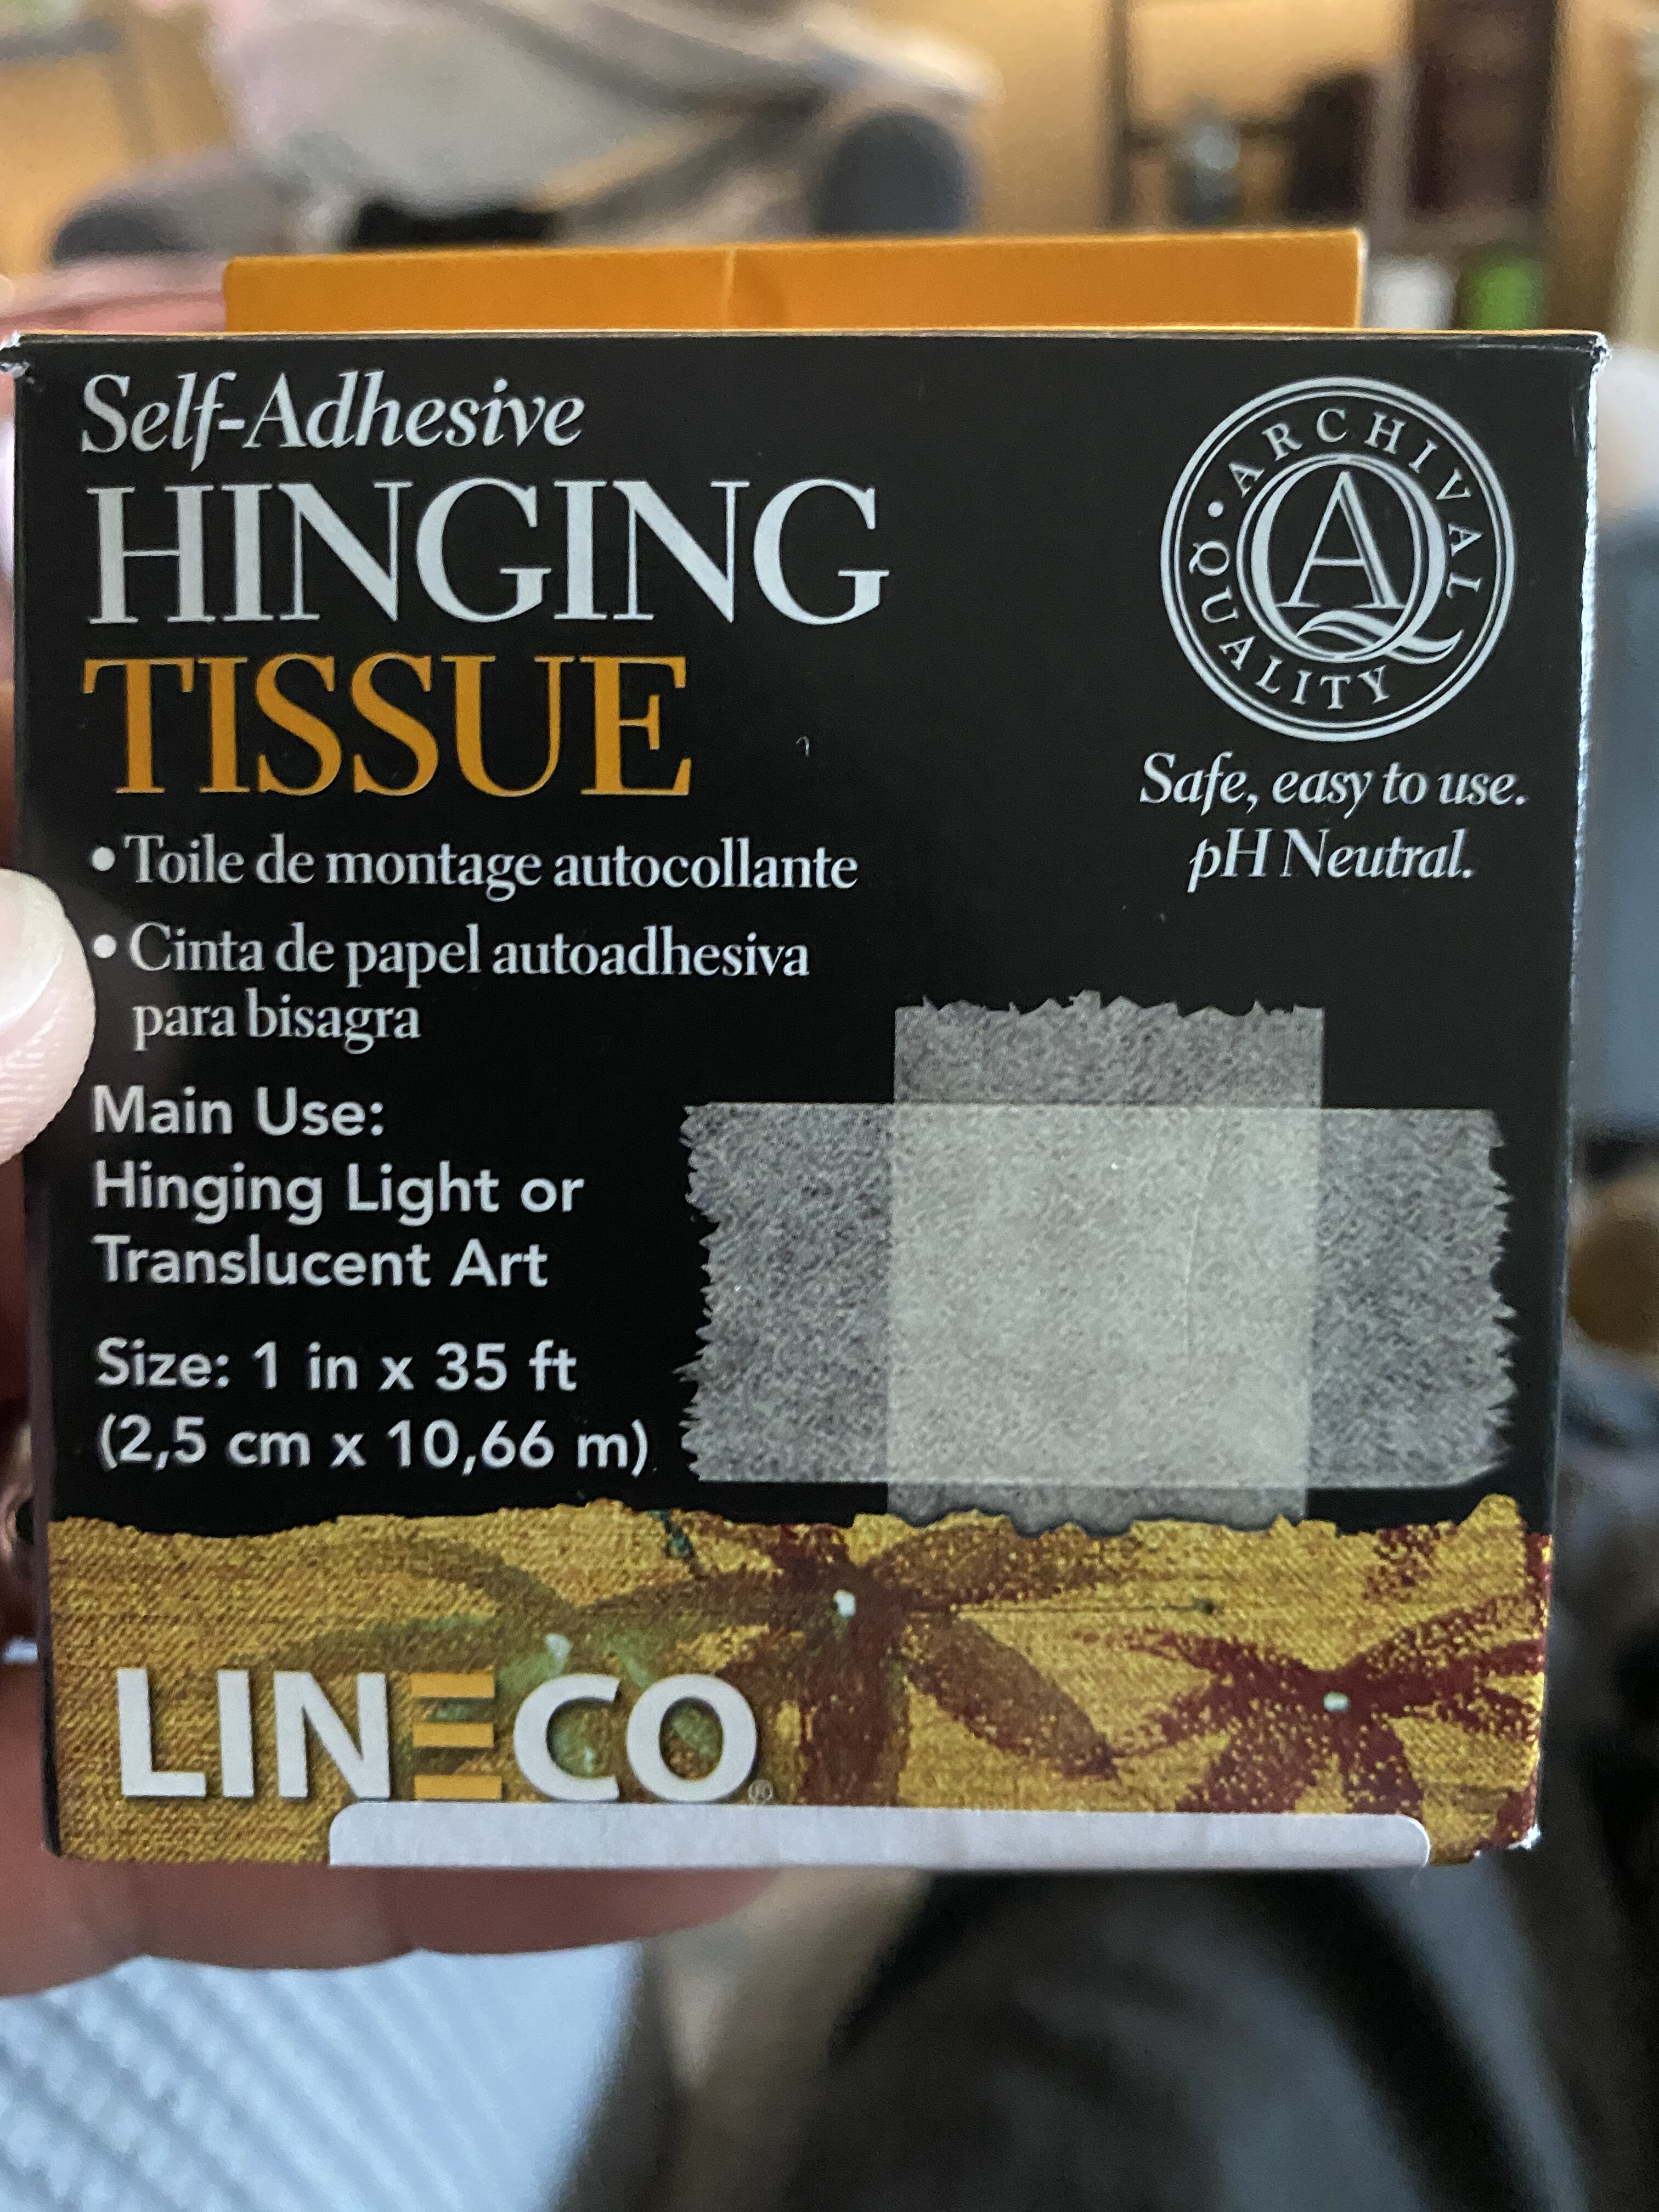 Self-Adhesive
HINGING
TISSUE
• Toile de montage autocollante
• Cinta de papel autoadhesiva
para bisagra
Main Use:
Hinging Light or
Translucent Art
Size: 1 in x 35 ft
(2,5 cm x 10,66 m)
• ARCHIVAL QUALITY
AQ
Safe, easy to use.
pH Neutral.
LINECO®